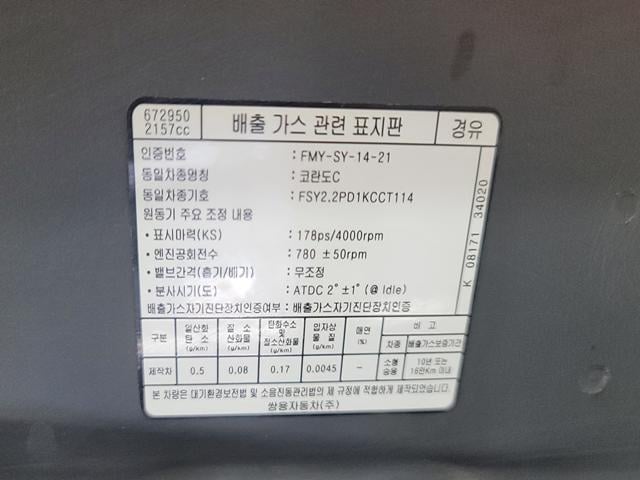 672950
2157cc
배출 가스 관련 표지판
경유
인증번호 : FMY-SY-14-21
동일차종명칭 : 코란도C
동일차종기호 : FSY2.2PD1KCCT114
원동기 주요 조정 내용
• 표시마력(KS) : 178ps/4000rpm
• 엔진공회전수 : 780 ±50rpm
• 밸브간격(흡기/배기) : 무조정
• 분사시기(도) : ATDC 2°±1°(@ Idle)
배출가스자기진단장치인증여부 : 배출가스자기진단장치인증
K 08171 34020
구분 일산화탄소 (g/km) 질소산화물 (g/km) 탄화수소 및 질소산화물 (g/km) 입자상물질 (g/km) 매연 (%) 비고
차종 배출가스보증기간
제작차 0.5 0.08 0.17 0.0045 - 소형승용 10년 또는 16만Km 이내
본 차량은 대기환경보전법 및 소음진동관리법의 제 규정에 적합하게 제작되었습니다.
쌍용자동차(주)